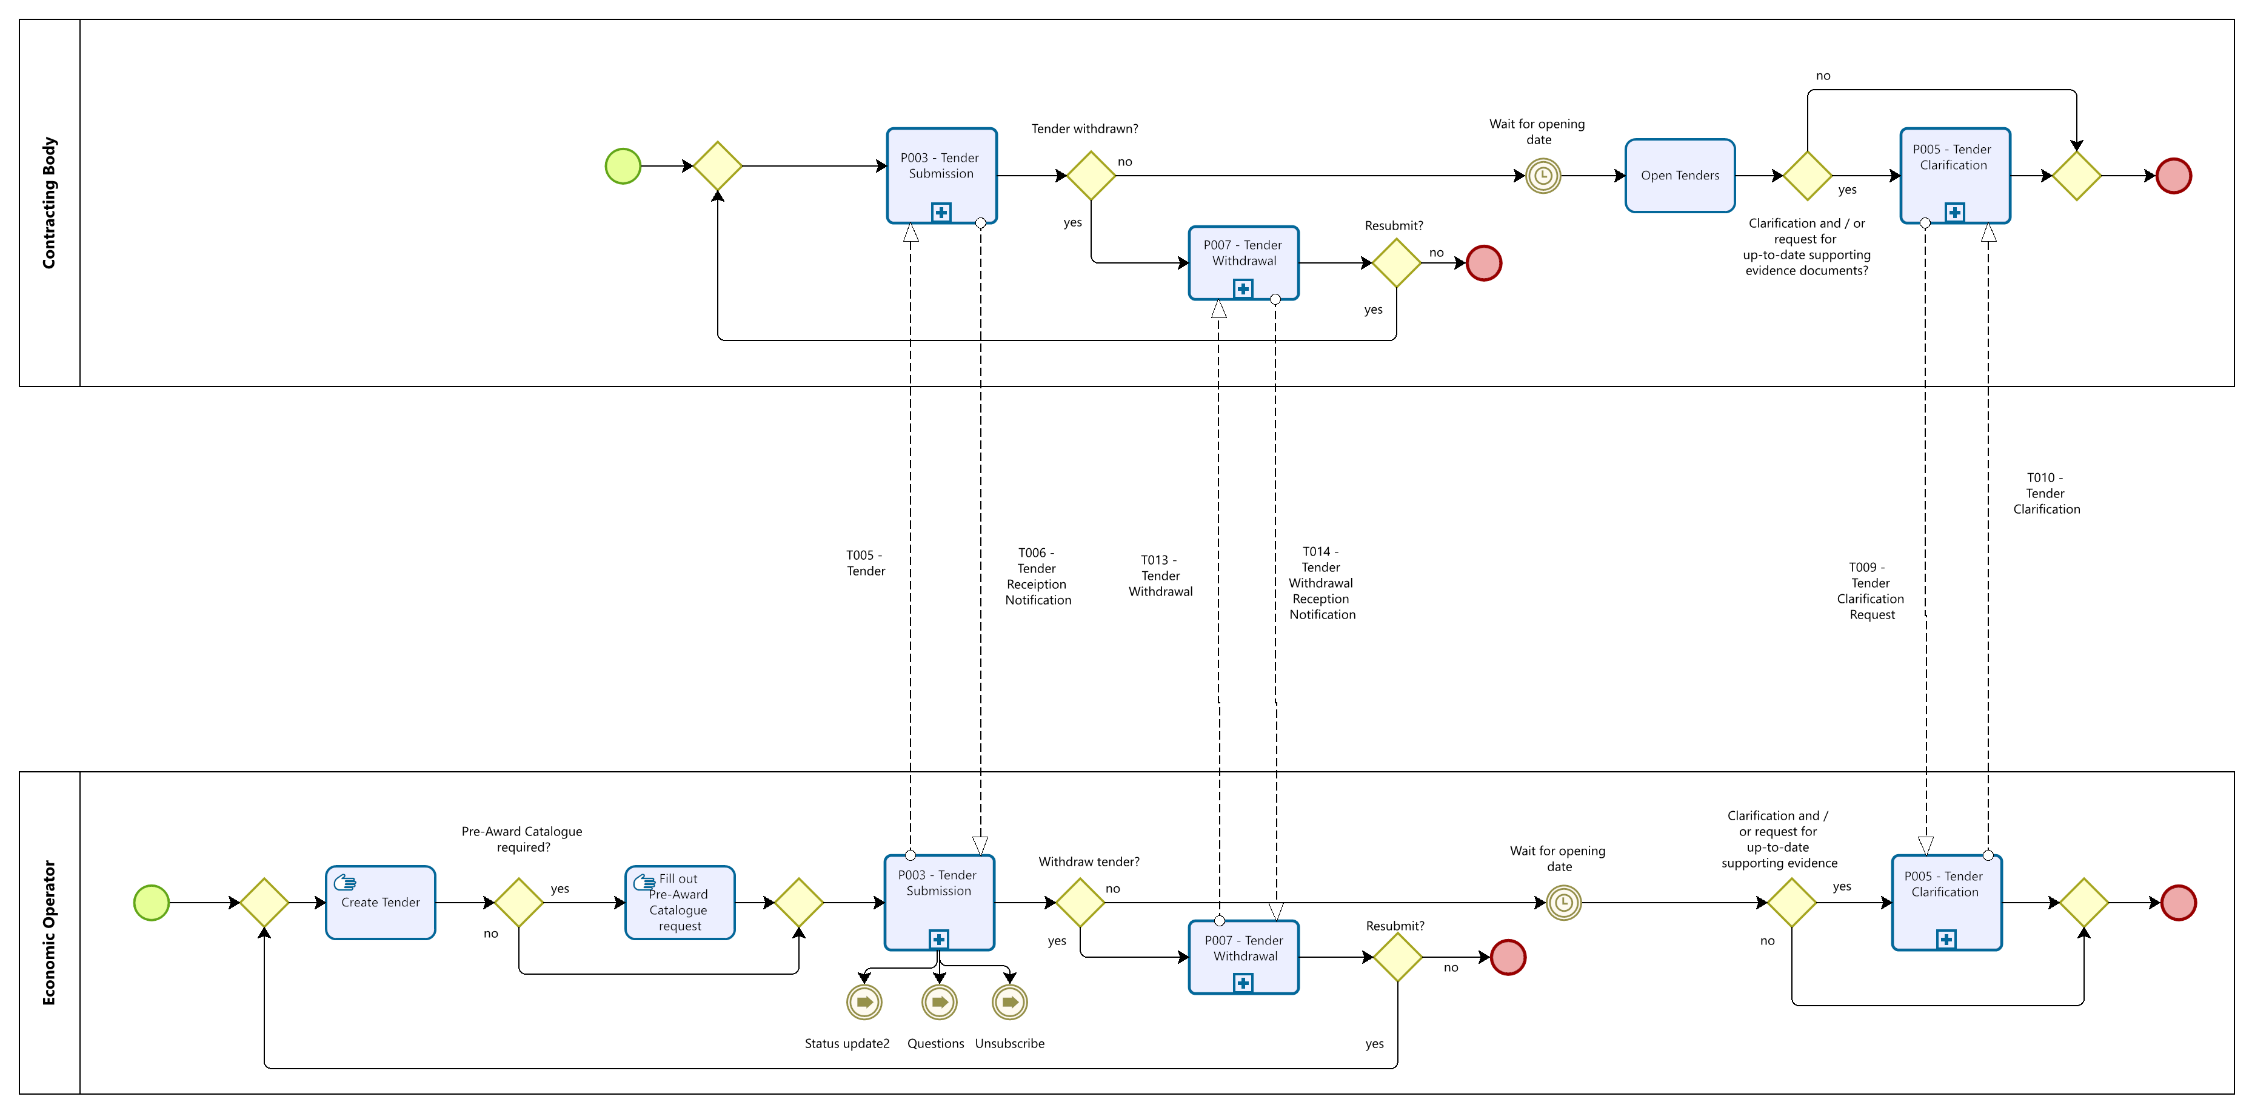 Contracting Body
no
Wait for opening
date
Tender withdrawn?
P003 - Tender
Submission
no
Open Tenders
P005 - Tender
Clarification
yes
yes
Clarification and / or
request for
up-to-date supporting
evidence documents?
Resubmit?
P007 - Tender
Withdrawal
no
yes
T005 -
Tender
T006 -
Tender
Receiption
Notification
T013 -
Tender
Withdrawal
T014 -
Tender
Withdrawal
Reception
Notification
T009 -
Tender
Clarification
Request
T010 -
Tender
Clarification
Economic Operator
Pre-Award Catalogue
required?
Create Tender
yes
no
Fill out
Pre-Award
Catalogue
request
P003 - Tender
Submission
Withdraw tender?
no
yes
Status update2
Questions
Unsubscribe
P007 - Tender
Withdrawal
Resubmit?
no
yes
Wait for opening
date
Clarification and /
or request for
up-to-date
supporting evidence
yes
no
P005 - Tender
Clarification